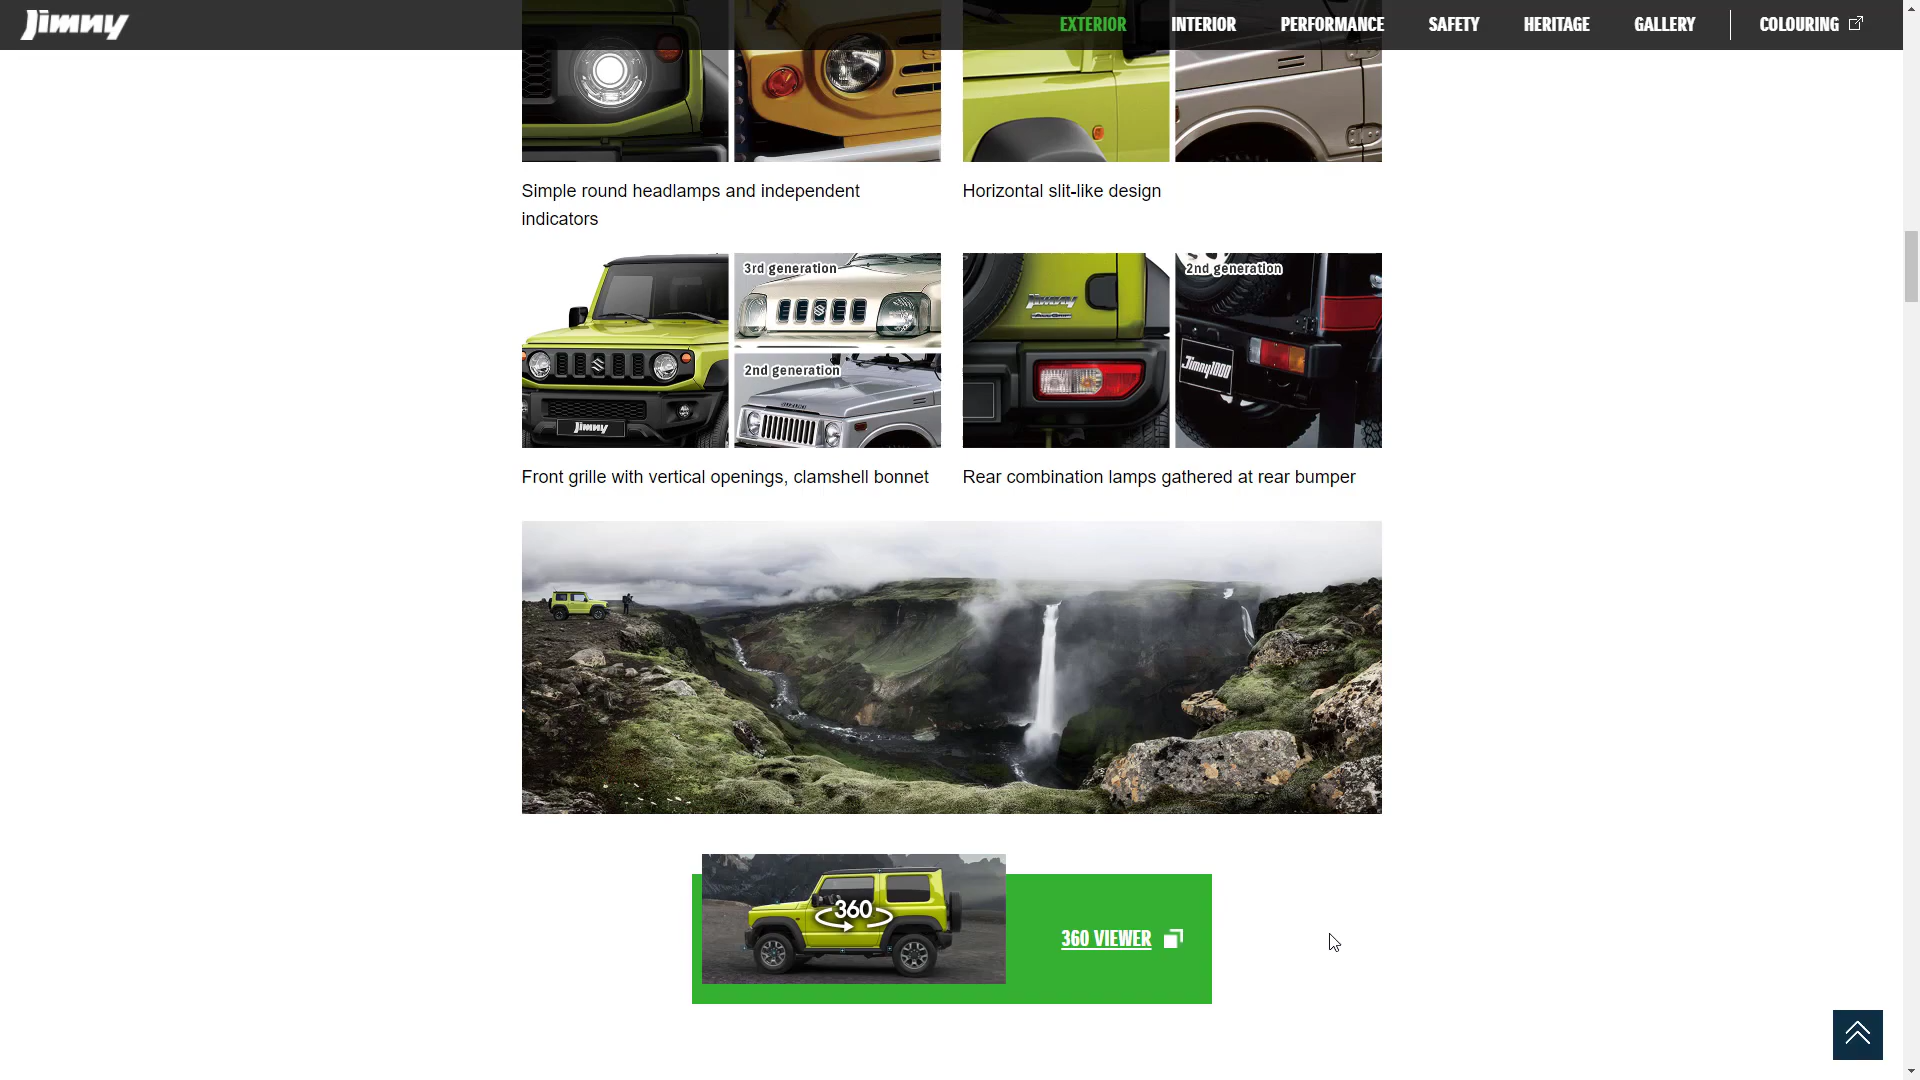 Jimny
EXTERIOR
INTERIOR
PERFORMANCE
SAFETY
HERITAGE
GALLERY
COLOURING
Simple round headlamps and independent
indicators
Horizontal slit-like design
3rd generation
2nd generation
Jimny
Jimny
2nd generation
Jimny1000
Front grille with vertical openings, clamshell bonnet
Rear combination lamps gathered at rear bumper
360
360 VIEWER